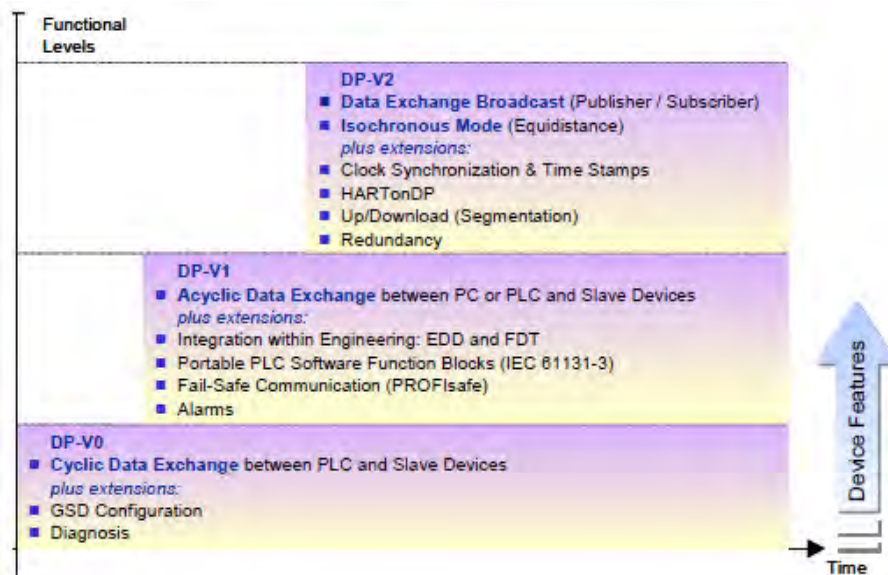 Functional
Levels
DP-V2
Data Exchange Broadcast (Publisher / Subscriber)
Isochronous Mode (Equidistance)
plus extensions:
Clock Synchronization & Time Stamps
HARTonDP
Up/Download (Segmentation)
Redundancy
DP-V1
Acyclic Data Exchange between PC or PLC and Slave Devices
plus extensions:
Integration within Engineering: EDD and FDT
Portable PLC Software Function Blocks (IEC 61131-3)
Fail-Safe Communication (PROFIsafe)
Alarms
DP-V0
Cyclic Data Exchange between PLC and Slave Devices
plus extensions:
GSD Configuration
Diagnosis
Device Features
Time